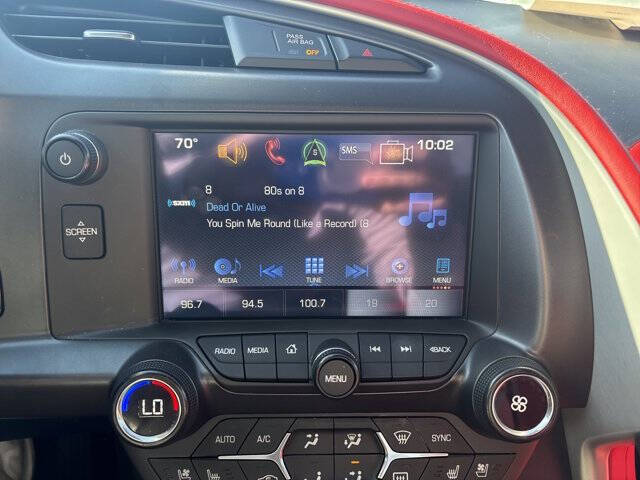 PASS
AIR BAG
OFF
70°
S
SMS
10:02
8 80s on 8
((SXM))
Dead Or Alive
You Spin Me Round (Like a Record) (8
SCREEN
RADIO MEDIA TUNE BROWSE MENU
96.7 94.5 100.7 19 20
RADIO MEDIA BACK
MENU
LO
AUTO A/C SYNC